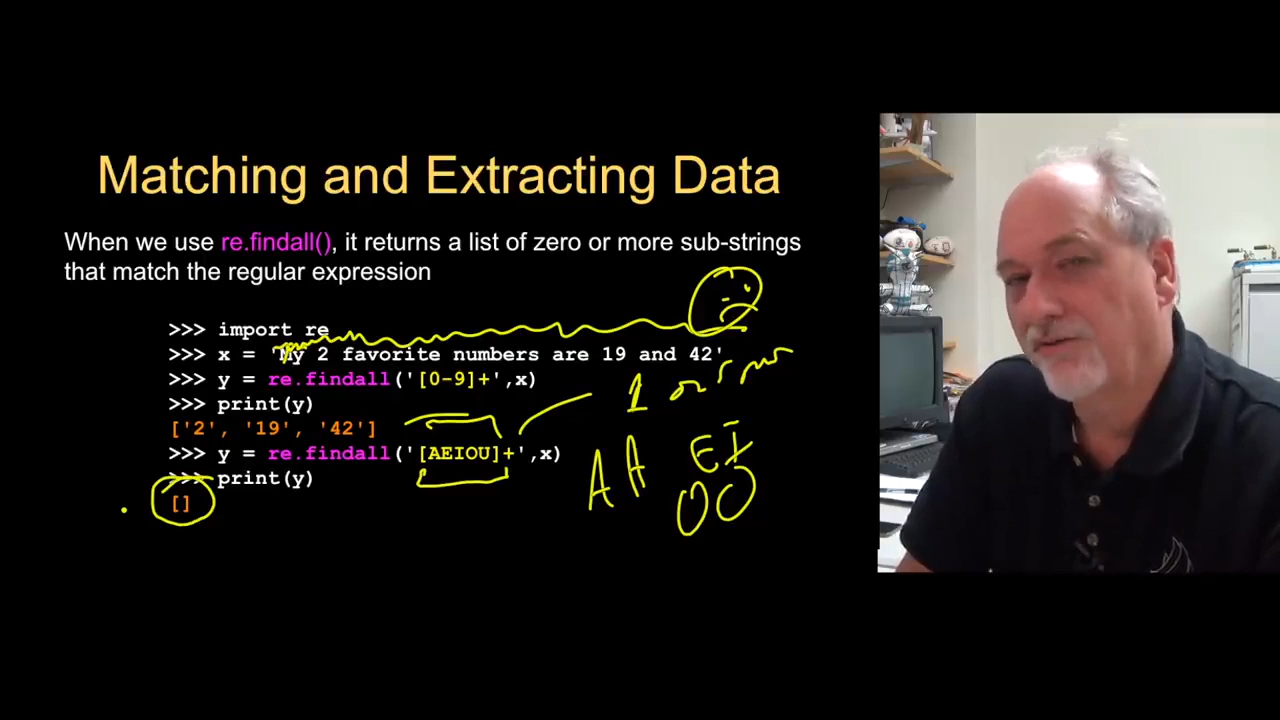 Matching and Extracting Data
When we use re.findall(), it returns a list of zero or more sub-strings
that match the regular expression
>>> import re
>>> x = 'My 2 favorite numbers are 19 and 42'
>>> y = re.findall('[0-9]+',x)
1 or
>>> print(y)
['2', '19', '42']
>>> y = re.findall('[AEIOU]+',x)
AA EI
OO
>>> print(y)
[]